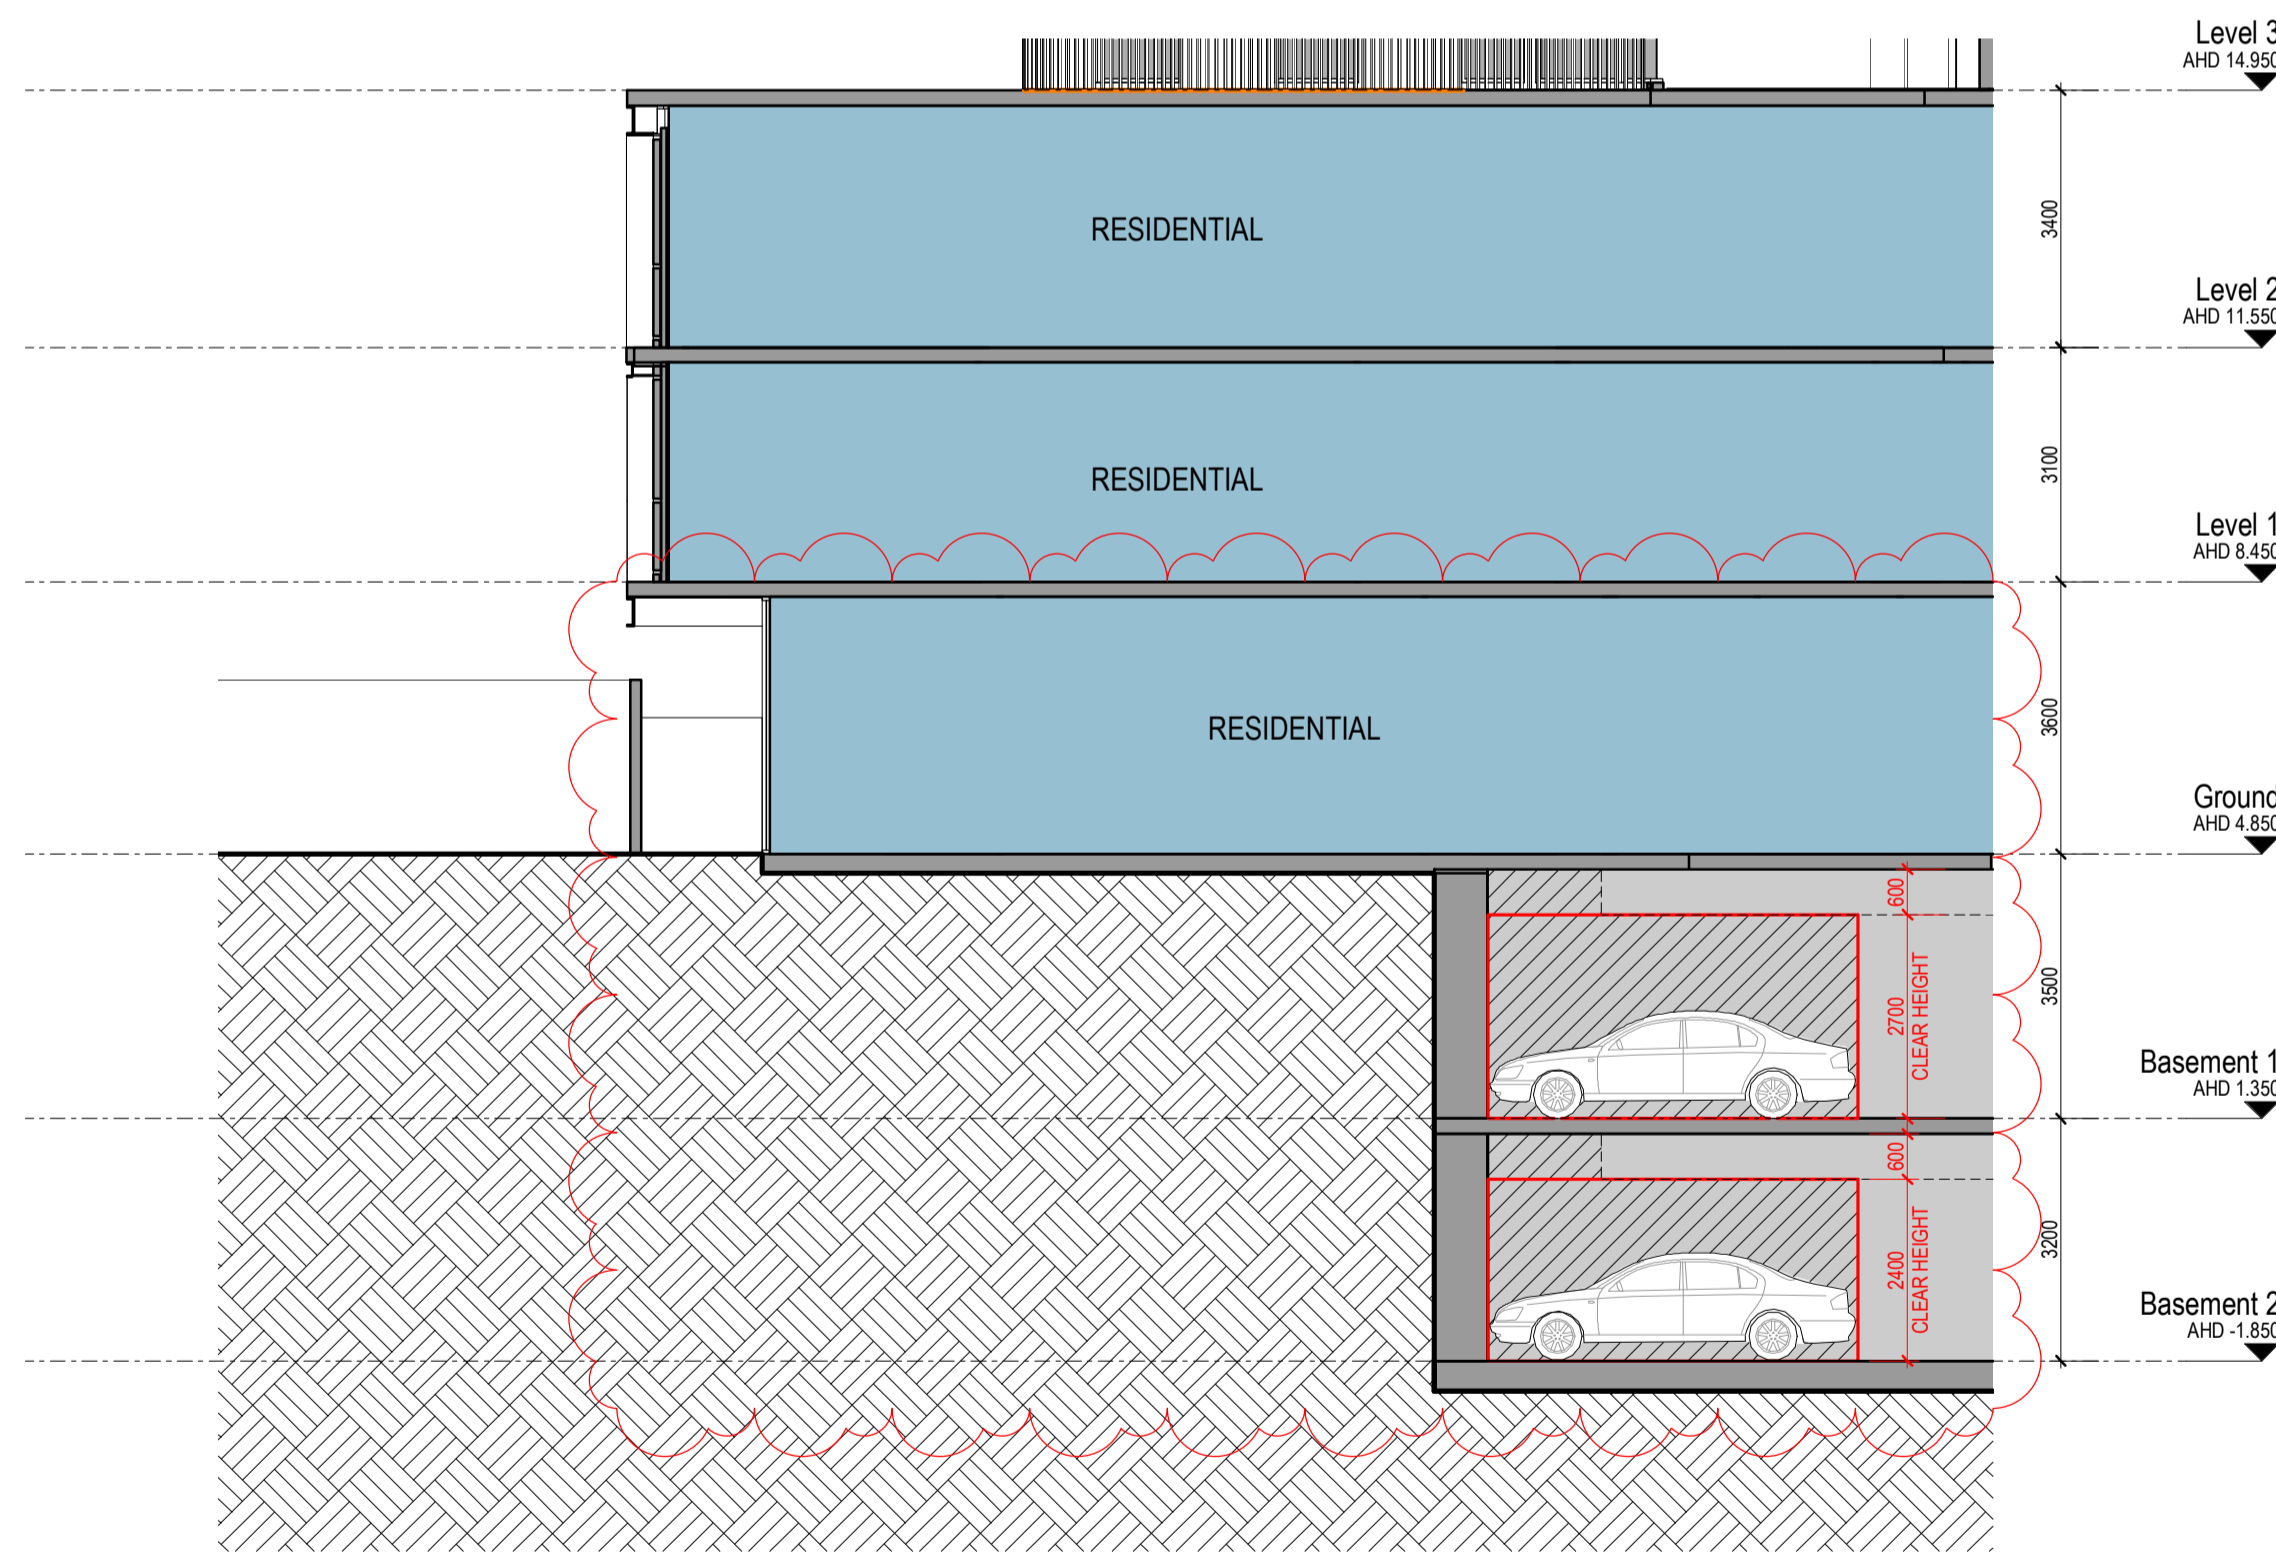 Level 3
AHD 14.950
RESIDENTIAL
3400
Level 2
AHD 11.550
RESIDENTIAL
3100
Level 1
AHD 8.450
RESIDENTIAL
3600
Ground
AHD 4.850
600
2700
CLEAR HEIGHT
3500
Basement 1
AHD 1.350
600
2400
CLEAR HEIGHT
3200
Basement 2
AHD -1.850